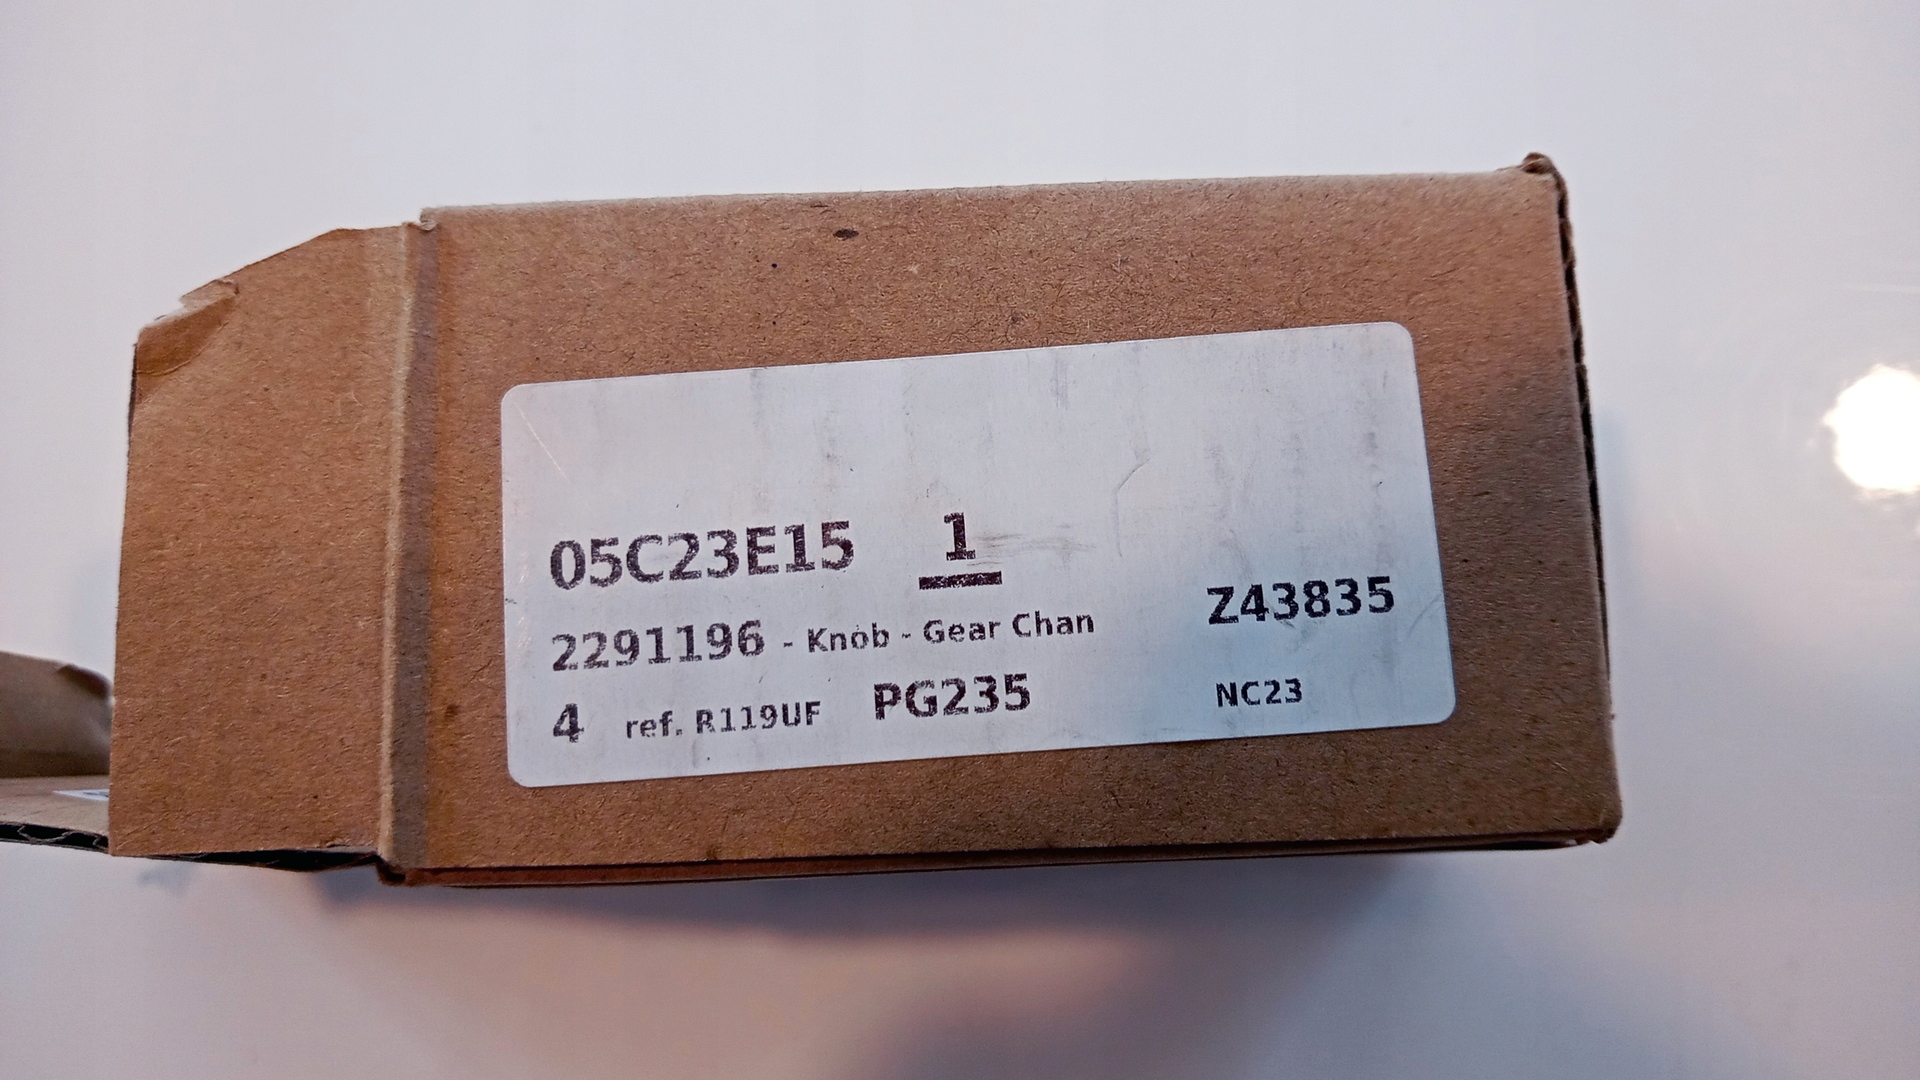 05C23E15 1
2291196 - Knob - Gear Chan
Z43835
4 ref. R119UF PG235 NC23